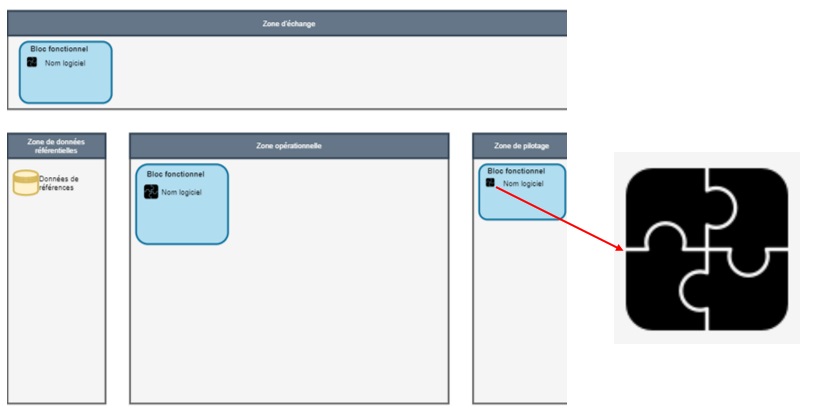 Zone d'échange
Bloc fonctionnel
Nom logiciel
Zone de données
référentielles
Données de
références
Zone opérationnelle
Bloc fonctionnel
Nom logiciel
Zone de pilotage
Bloc fonctionnel
Nom logiciel